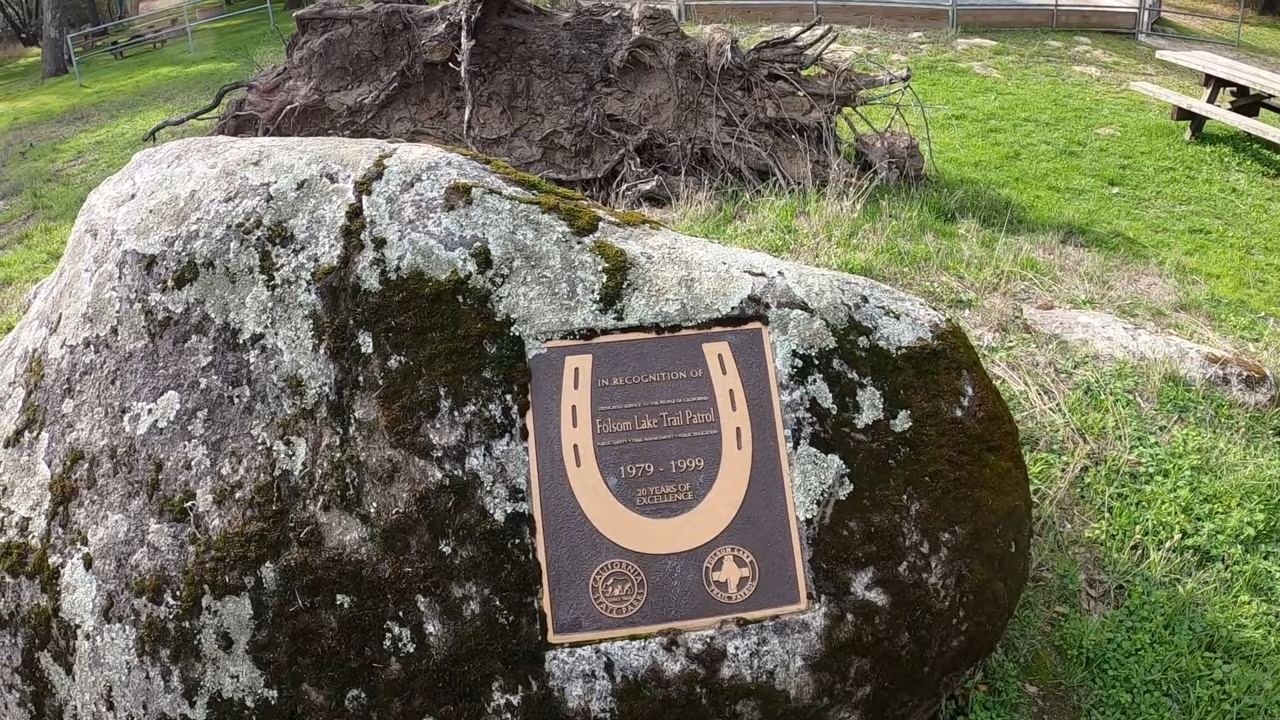 IN RECOGNITION OF
DEDICATED SERVICE TO THE PEOPLE OF CALIFORNIA
Folsom Lake Trail Patrol
PUBLIC SAFETY • TRAIL MANAGEMENT • PUBLIC EDUCATION
1979 - 1999
20 YEARS OF
EXCELLENCE
CALIFORNIA
STATE PARKS
FOLSOM LAKE
TRAIL PATROL